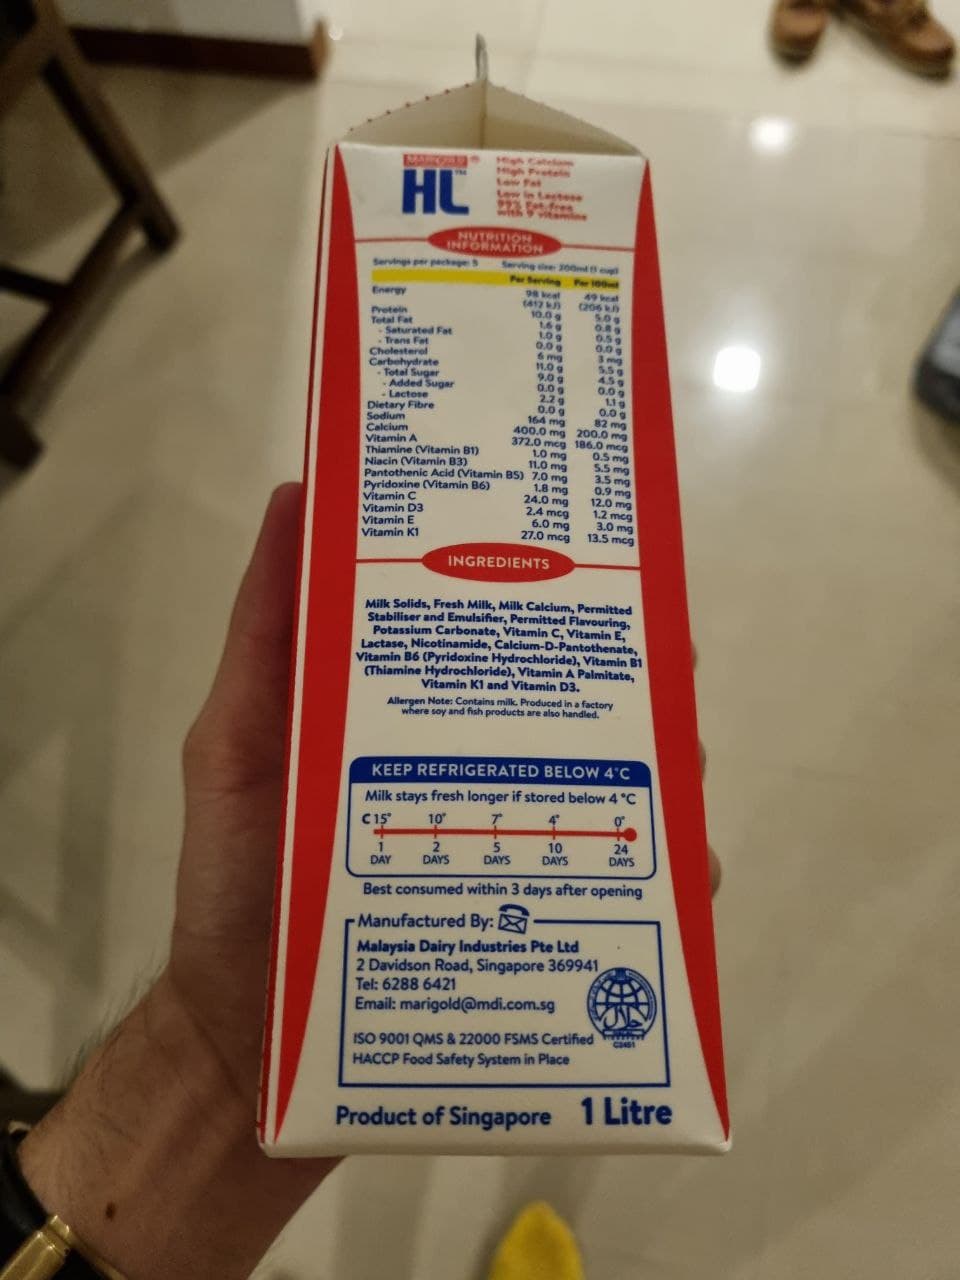 MARIGOLD ®
HL™
High Calcium
High Protein
Low Fat
Low in Lactose
99% Fat-free
with 9 vitamins
NUTRITION
INFORMATION
Servings per package: 5 Serving size: 200ml (1 cup)
Per Serving Per 100ml
Energy 98 kcal 49 kcal
(412 kJ) (206 kJ)
Protein 10.0 g 5.0 g
Total Fat 1.6 g 0.8 g
- Saturated Fat 1.0 g 0.5 g
- Trans Fat 0.0 g 0.0 g
Cholesterol 6 mg 3 mg
Carbohydrate 11.0 g 5.5 g
- Total Sugar 9.0 g 4.5 g
- Added Sugar 0.0 g 0.0 g
- Lactose 2.2 g 1.1 g
Dietary Fibre 0.0 g 0.0 g
Sodium 164 mg 82 mg
Calcium 400.0 mg 200.0 mg
Vitamin A 372.0 mcg 186.0 mcg
Thiamine (Vitamin B1) 1.0 mg 0.5 mg
Niacin (Vitamin B3) 11.0 mg 5.5 mg
Pantothenic Acid (Vitamin B5) 7.0 mg 3.5 mg
Pyridoxine (Vitamin B6) 1.8 mg 0.9 mg
Vitamin C 24.0 mg 12.0 mg
Vitamin D3 2.4 mcg 1.2 mcg
Vitamin E 6.0 mg 3.0 mg
Vitamin K1 27.0 mcg 13.5 mcg
INGREDIENTS
Milk Solids, Fresh Milk, Milk Calcium, Permitted
Stabiliser and Emulsifier, Permitted Flavouring,
Potassium Carbonate, Vitamin C, Vitamin E,
Lactase, Nicotinamide, Calcium-D-Pantothenate,
Vitamin B6 (Pyridoxine Hydrochloride), Vitamin B1
(Thiamine Hydrochloride), Vitamin A Palmitate,
Vitamin K1 and Vitamin D3.
Allergen Note: Contains milk. Produced in a factory
where soy and fish products are also handled.
KEEP REFRIGERATED BELOW 4°C
Milk stays fresh longer if stored below 4 °C
C 15° 10° 7° 4° 0°
1 2 5 10 24
DAY DAYS DAYS DAYS DAYS
Best consumed within 3 days after opening
Manufactured By:
Malaysia Dairy Industries Pte Ltd
2 Davidson Road, Singapore 369941
Tel: 6288 6421
Email: marigold@mdi.com.sg
حلال
SINGAPORE
C2451
ISO 9001 QMS & 22000 FSMS Certified
HACCP Food Safety System in Place
Product of Singapore 1 Litre